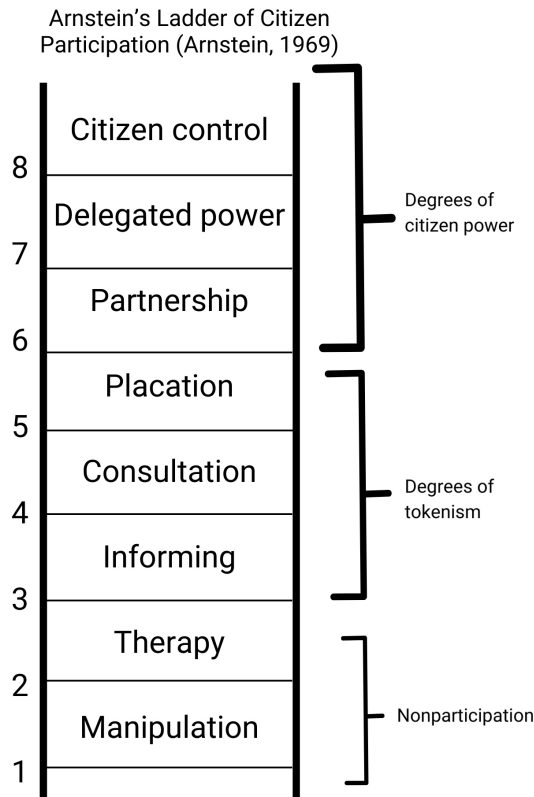 Arnstein’s Ladder of Citizen
Participation (Arnstein, 1969)
Citizen control
8
Degrees of
citizen power
Delegated power
7
Partnership
6
Placation
5
Consultation
4
Degrees of
tokenism
Informing
3
Therapy
2
Manipulation
Nonparticipation
1